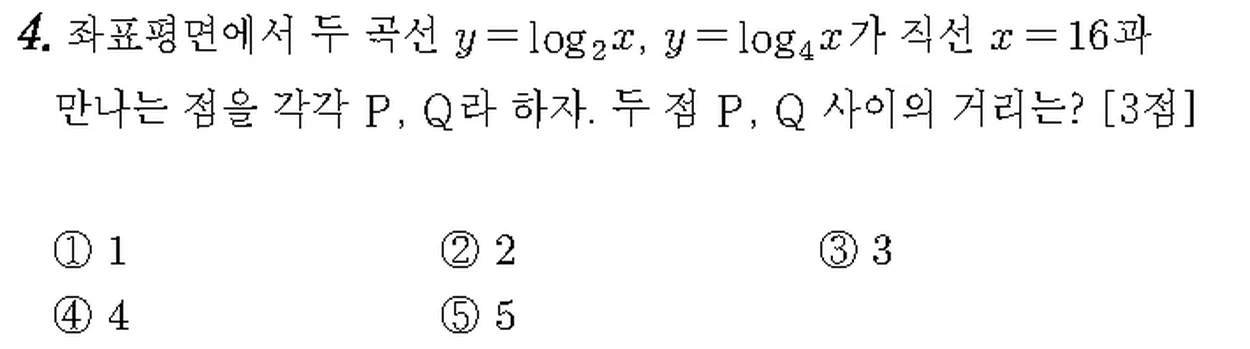 4. 좌표평면에서 두 곡선 y=log₂x, y=log₄x가 직선 x=16과
만나는 점을 각각 P, Q라 하자. 두 점 P, Q 사이의 거리는? [3점]
① 1 ② 2 ③ 3
④ 4 ⑤ 5